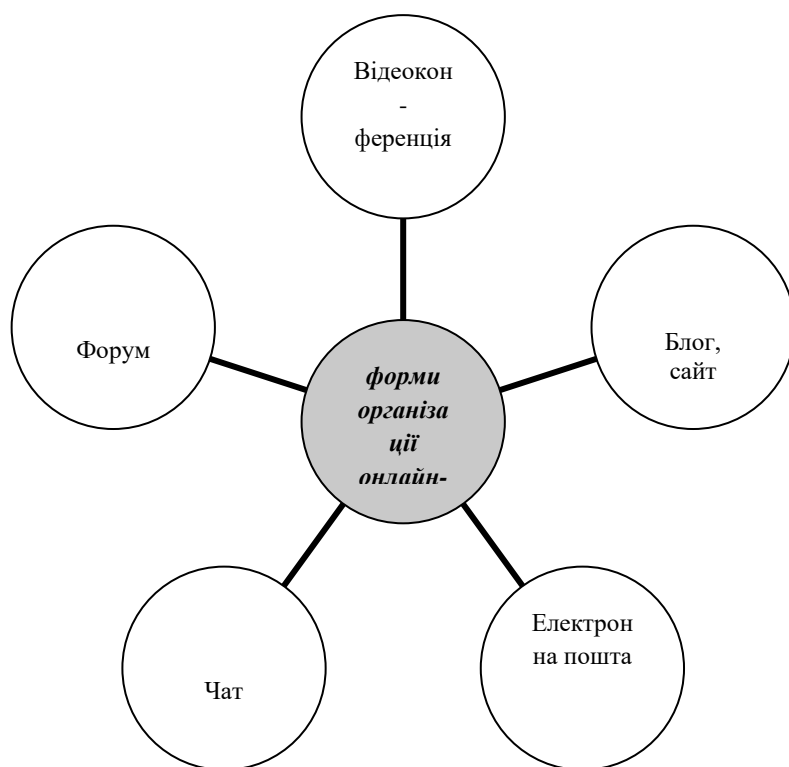 Відеокон
-
ференція
Форум
Блог,
сайт
форми
організа
ції
онлайн-
Чат
Електрон
на пошта